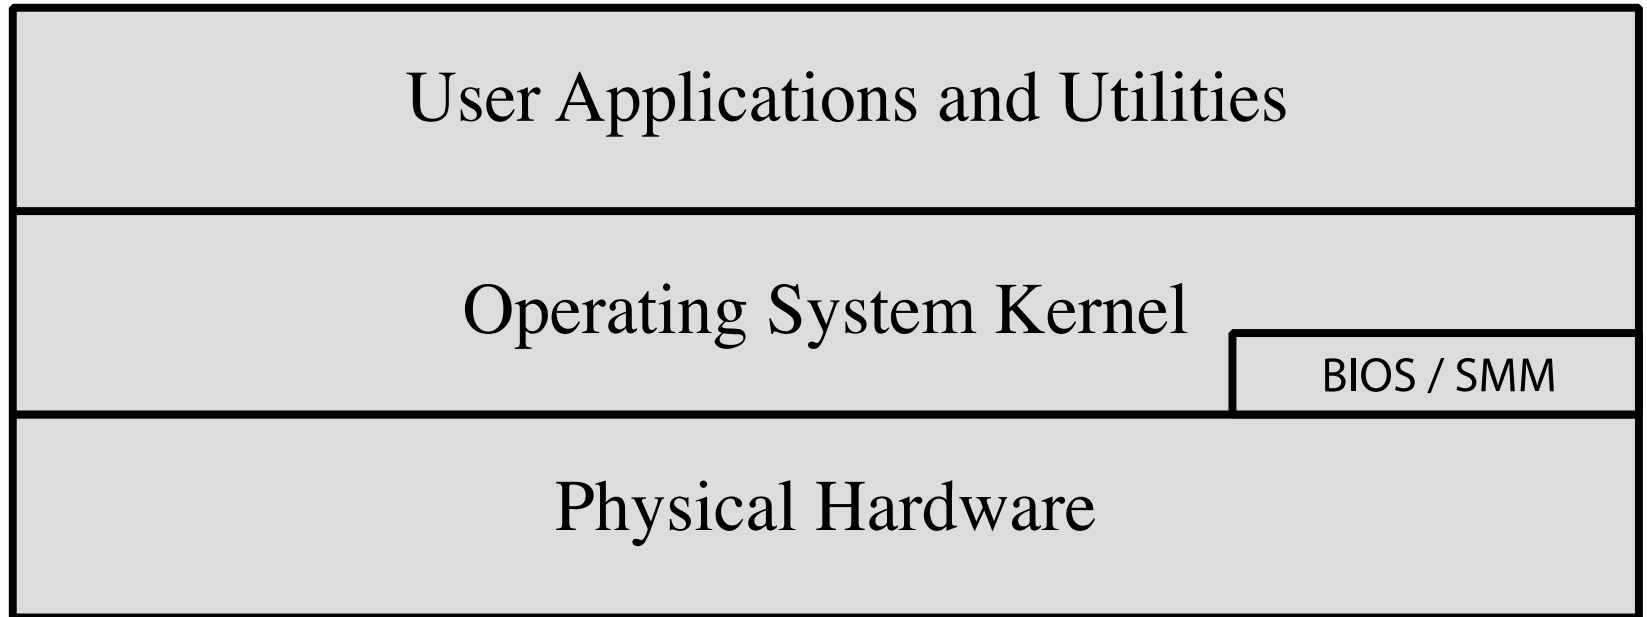 User Applications and Utilities
Operating System Kernel
BIOS / SMM
Physical Hardware